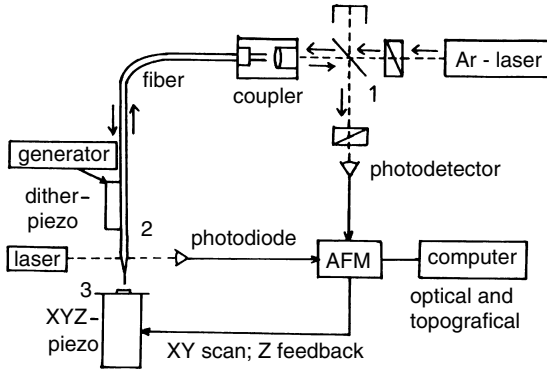 Ar - laser
fiber
coupler
1
generator
photodetector
dither-
piezo
2
photodiode
laser
AFM
computer
3
optical and
topografical
XYZ-
piezo
XY scan; Z feedback